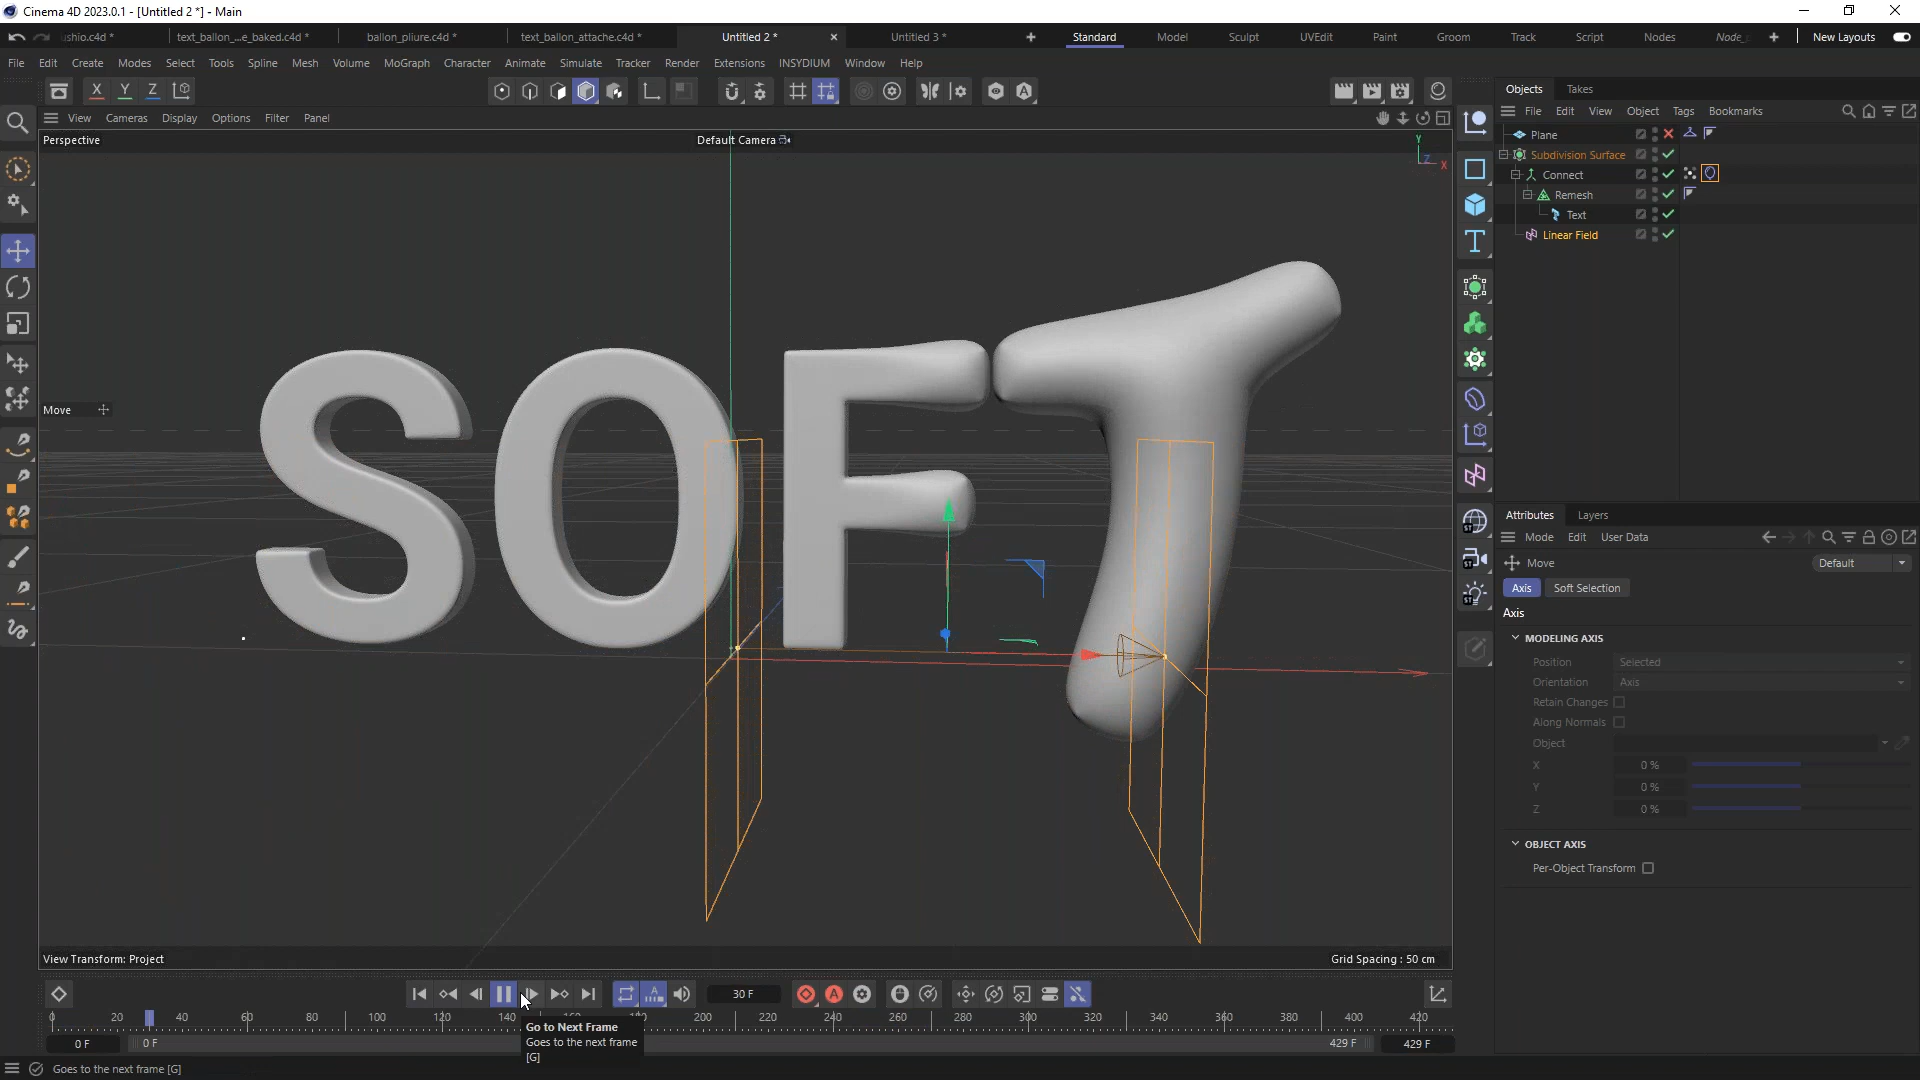 Cinema 4D 2023.0.1 - [Untitled 2 *] - Main
ushio.c4d *
text_ballon_...e_baked.c4d *
ballon_pliure.c4d *
text_ballon_attache.c4d *
Untitled 2 *
Untitled 3 *
Standard
Model
Sculpt
UVEdit
Paint
Groom
Track
Script
Nodes
Node_
New Layouts
File Edit Create Modes Select Tools Spline Mesh Volume MoGraph Character Animate Simulate Tracker Render Extensions INSYDIUM Window Help
X Y Z
View Cameras Display Options Filter Panel
Perspective
Default Camera
Y
Z
X
SOFT
Move
View Transform: Project
Grid Spacing : 50 cm
30 F
0 20 40 60 80 100 120 140 200 220 240 260 280 300 320 340 360 380 400 420
0 F
0 F
429 F
429 F
Go to Next Frame
Goes to the next frame
[G]
Goes to the next frame [G]
ST
ST
ST
Objects
Takes
File Edit View Object Tags Bookmarks
Plane
Subdivision Surface
Connect
Remesh
Text
Linear Field
Attributes
Layers
Mode Edit User Data
Move
Default
Axis
Soft Selection
Axis
MODELING AXIS
Position
Selected
Orientation
Axis
Retain Changes
Along Normals
Object
X
0 %
Y
0 %
Z
0 %
OBJECT AXIS
Per-Object Transform